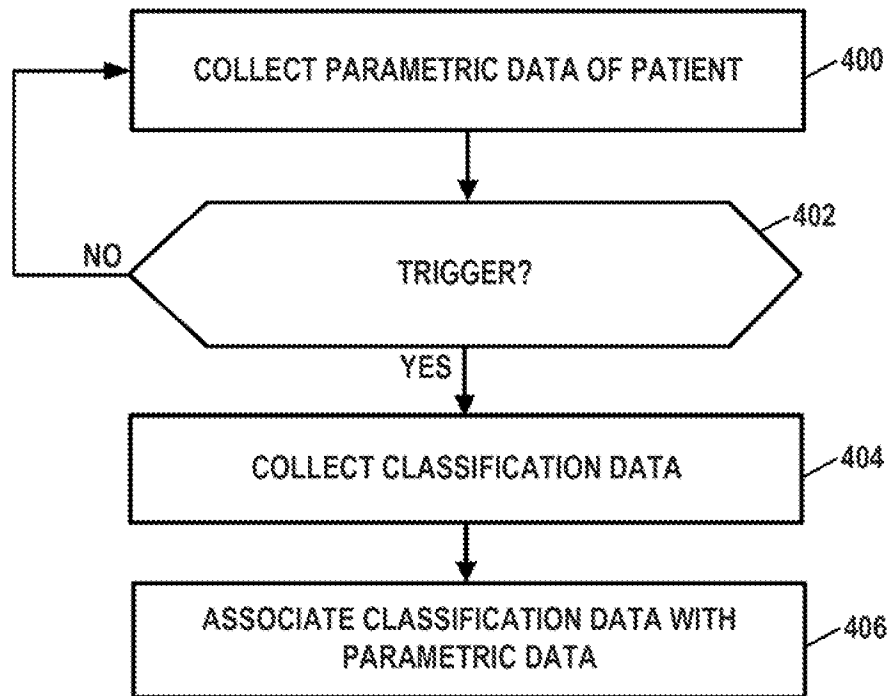 COLLECT PARAMETRIC DATA OF PATIENT
400
402
NO
TRIGGER?
YES
COLLECT CLASSIFICATION DATA
404
ASSOCIATE CLASSIFICATION DATA WITH
PARAMETRIC DATA
406